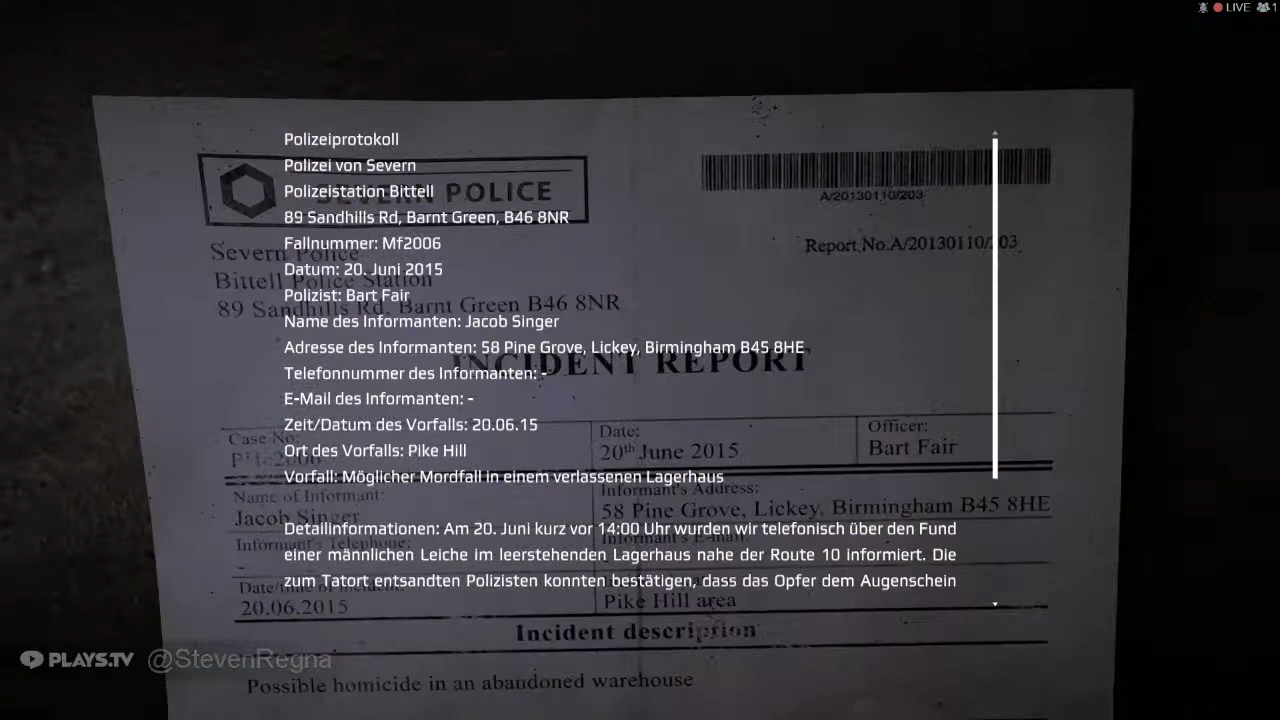 LIVE 1
Polizeiprotokoll
Polizei von Severn
Polizeistation Bittell
89 Sandhills Rd, Barnt Green, B46 8NR
Fallnummer: Mf2006
Datum: 20. Juni 2015
Polizist: Bart Fair
Name des Informanten: Jacob Singer
Adresse des Informanten: 58 Pine Grove, Lickey, Birmingham B45 8HE
Telefonnummer des Informanten: -
E-Mail des Informanten: -
Zeit/Datum des Vorfalls: 20.06.15
Ort des Vorfalls: Pike Hill
Vorfall: Möglicher Mordfall in einem verlassenen Lagerhaus
Detailinformationen: Am 20. Juni kurz vor 14:00 Uhr wurden wir telefonisch über den Fund
einer männlichen Leiche im leerstehenden Lagerhaus nahe der Route 10 informiert. Die
zum Tatort entsandten Polizisten konnten bestätigen, dass das Opfer dem Augenschein
SEVERN POLICE
A/20130110/203
Report No:A/20130110/203
Severn Police
Bittell Police Station
89 Sandhills Rd, Barnt Green B46 8NR
INCIDENT REPORT
Case No:
Date:
20th June 2015
Officer:
Bart Fair
Name of Informant:
Jacob Singer
Informant's Address:
58 Pine Grove, Lickey, Birmingham B45 8HE
Informant's Telephone:
-
Informant's E-mail:
Date/time of incident:
20.06.2015
Pike Hill area
Incident description
Possible homicide in an abandoned warehouse
PLAYS.TV @StevenRegna